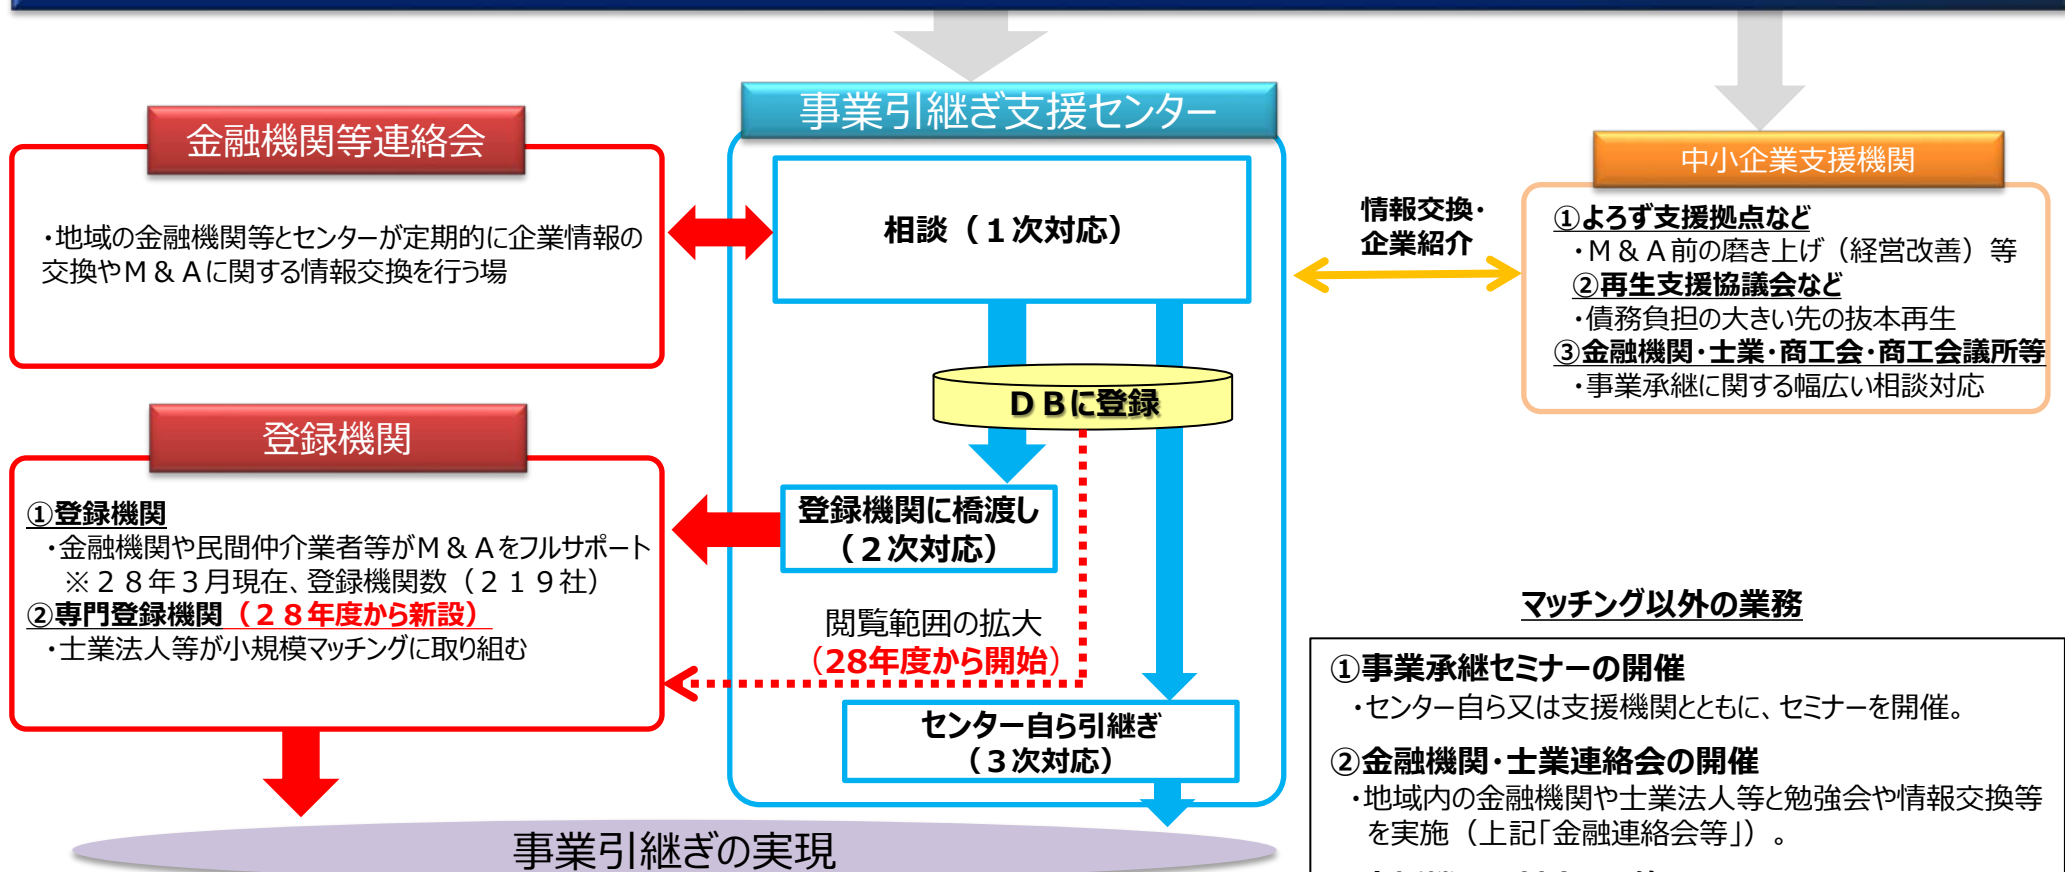 事業引継ぎ支援センター
金融機関等連絡会
・地域の金融機関等とセンターが定期的に企業情報の
交換やM&Aに関する情報交換を行う場
相談（１次対応）
情報交換・
企業紹介
中小企業支援機関
①よろず支援拠点など
・M&A前の磨き上げ（経営改善）等
②再生支援協議会など
・債務負担の大きい先の抜本再生
③金融機関・士業・商工会・商工会議所等
・事業承継に関する幅広い相談対応
ＤＢに登録
登録機関
①登録機関
・金融機関や民間仲介業者等がM&Aをフルサポート
※２８年３月現在、登録機関数（２１９社）
②専門登録機関（２８年度から新設）
・士業法人等が小規模マッチングに取り組む
登録機関に橋渡し
（２次対応）
閲覧範囲の拡大
（28年度から開始）
センター自ら引継ぎ
（３次対応）
事業引継ぎの実現
マッチング以外の業務
①事業承継セミナーの開催
・センター自ら又は支援機関とともに、セミナーを開催。
②金融機関・士業連絡会の開催
・地域内の金融機関や士業法人等と勉強会や情報交換等
を実施（上記「金融連絡会等」）。